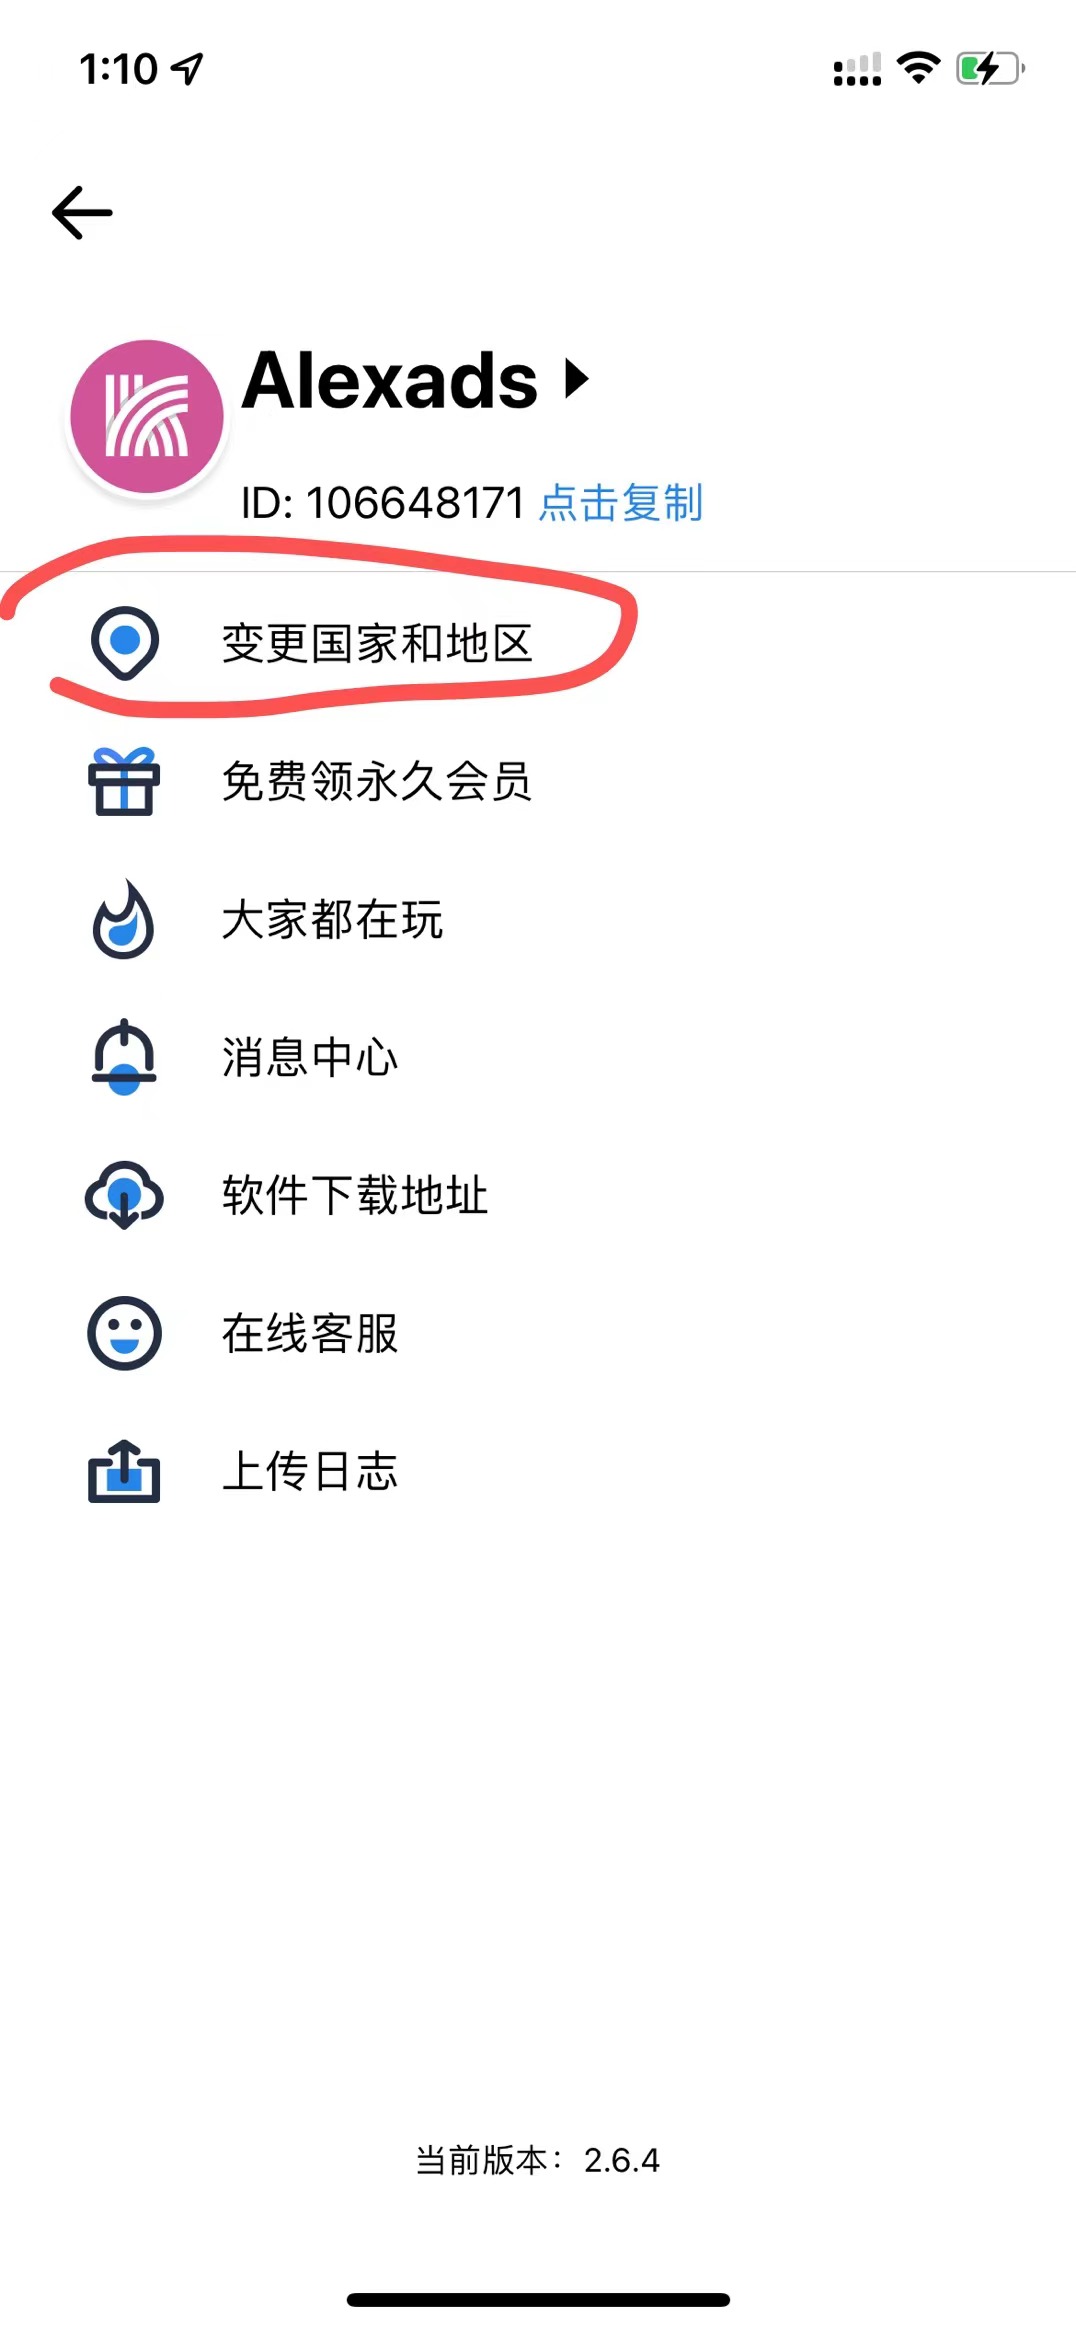 1:10
Alexads
ID: 106648171 点击复制
变更国家和地区
免费领永久会员
大家都在玩
消息中心
软件下载地址
在线客服
上传日志
当前版本：2.6.4